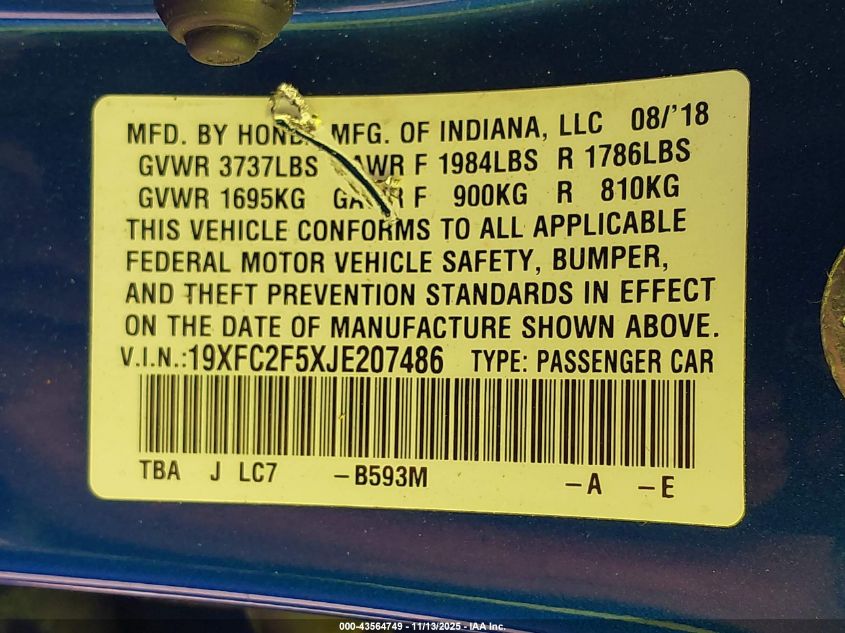 MFD. BY HOND MFG. OF INDIANA, LLC 08/'18
GVWR 3737LBS GAWR F 1984LBS R 1786LBS
GVWR 1695KG GAWR F 900KG R 810KG
THIS VEHICLE CONFORMS TO ALL APPLICABLE
FEDERAL MOTOR VEHICLE SAFETY, BUMPER,
AND THEFT PREVENTION STANDARDS IN EFFECT
ON THE DATE OF MANUFACTURE SHOWN ABOVE.
V.I.N.:19XFC2F5XJE207486 TYPE: PASSENGER CAR
TBA J LC7 –B593M –A –E
000-43564749 - 11/13/2025 - IAA Inc.